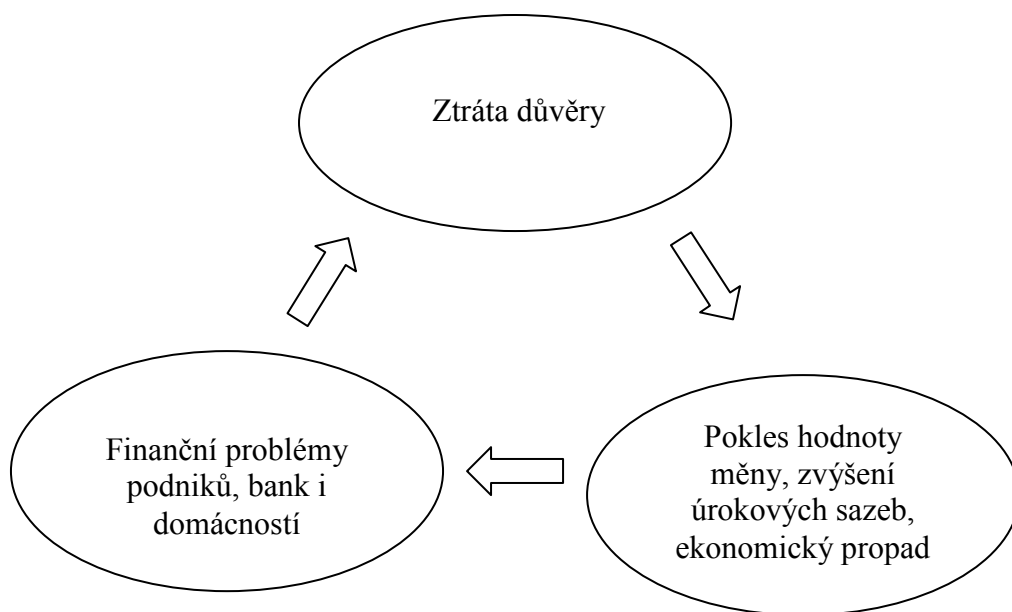 Ztráta důvěry
Finanční problémy
podniků, bank i
domácností
Pokles hodnoty
měny, zvýšení
úrokových sazeb,
ekonomický propad